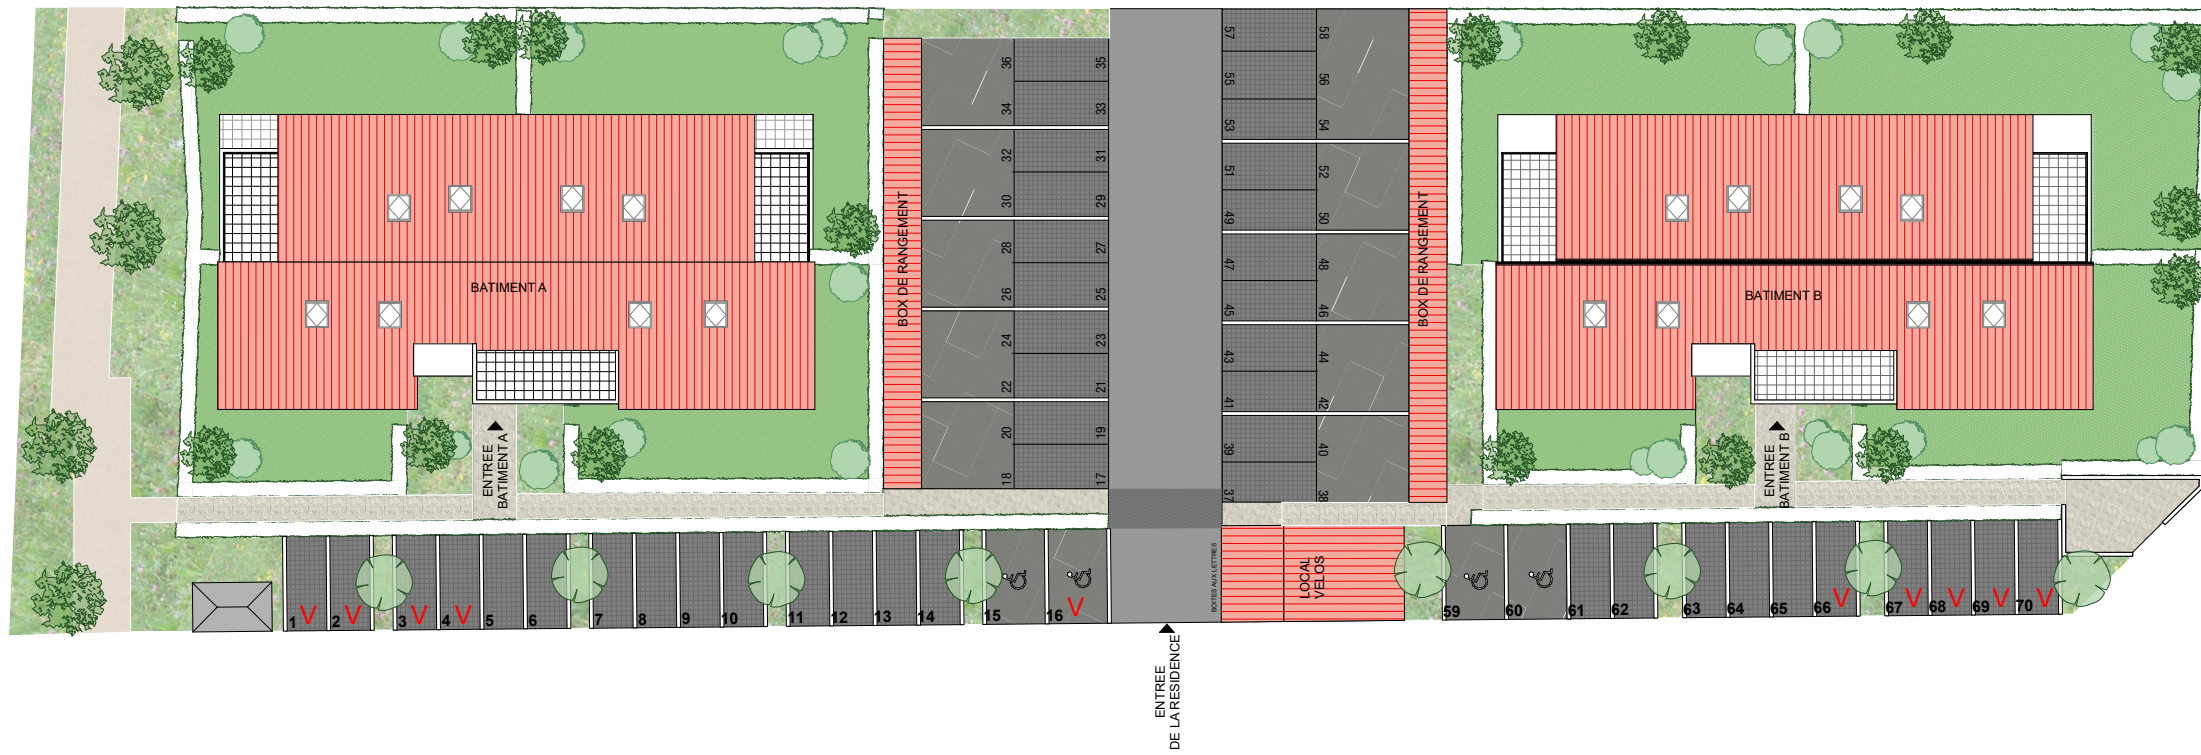 36
35
34
33
32
31
30
29
28
27
26
25
24
23
22
21
20
19
18
17
57
58
55
56
53
54
51
52
49
50
47
48
45
46
43
44
41
42
39
40
37
38
BOX DE RANGEMENT
BOX DE RANGEMENT
BATIMENT A
BATIMENT B
ENTREE
BATIMENT A
ENTREE
BATIMENT B
BOITES AUX LETTRES
LOCAL
VELOS
1 V
2 V
3 V
4 V
5
6
7
8
9
10
11
12
13
14
15
16 V
59
60
61
62
63
64
65
66 V
67 V
68 V
69 V
70 V
ENTREE
DE LA RESIDENCE